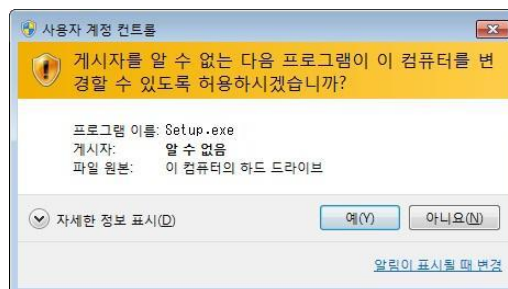 사용자 계정 컨트롤
게시자를 알 수 없는 다음 프로그램이 이 컴퓨터를 변
경할 수 있도록 허용하시겠습니까?
프로그램 이름: Setup.exe
게시자: 알 수 없음
파일 원본: 이 컴퓨터의 하드 드라이브
자세한 정보 표시(D) 예(Y) 아니요(N)
알림이 표시될 때 변경